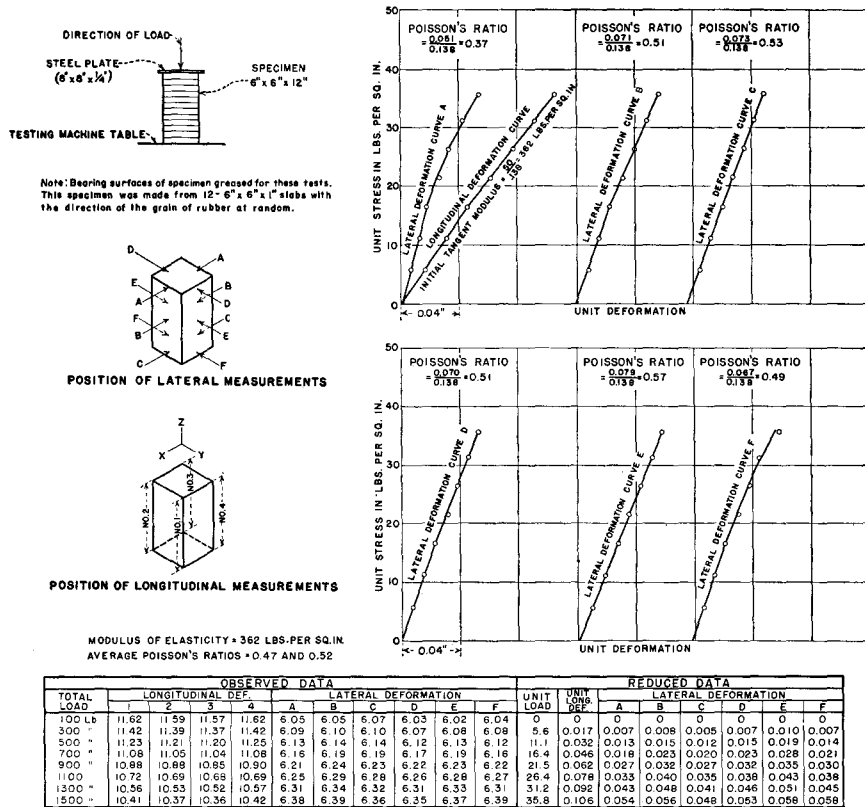 DIRECTION OF LOAD
STEEL PLATE
(8"x8"x1/4")
SPECIMEN
6"x6"x12"
TESTING MACHINE TABLE
Note: Bearing surfaces of specimen greased for these tests.
This specimen was made from 12-6"x6"x1" slabs with
the direction of the grain of rubber at random.
D A
E B
A D
F C
B E
C F
POSITION OF LATERAL MEASUREMENTS
Z
X Y
NO.2 NO.1 NO.3 NO.4
POSITION OF LONGITUDINAL MEASUREMENTS
MODULUS OF ELASTICITY = 362 LBS. PER SQ. IN.
AVERAGE POISSON'S RATIOS = 0.47 AND 0.52
UNIT STRESS IN LBS. PER SQ. IN.
50
40
30
20
10
0
POISSON'S RATIO
= 0.051/0.138 = 0.37
POISSON'S RATIO
= 0.071/0.138 = 0.51
POISSON'S RATIO
= 0.073/0.138 = 0.53
LATERAL DEFORMATION CURVE A
LONGITUDINAL DEFORMATION CURVE
INITIAL TANGENT MODULUS = 50/.138 = 362 LBS. PER SQ. IN.
LATERAL DEFORMATION CURVE B
LATERAL DEFORMATION CURVE C
0.04"
UNIT DEFORMATION
UNIT STRESS IN LBS. PER SQ. IN.
50
40
30
20
10
0
POISSON'S RATIO
= 0.070/0.138 = 0.51
POISSON'S RATIO
= 0.078/0.138 = 0.57
POISSON'S RATIO
= 0.067/0.138 = 0.49
LATERAL DEFORMATION CURVE D
LATERAL DEFORMATION CURVE E
LATERAL DEFORMATION CURVE F
0.04"
UNIT DEFORMATION
OBSERVED DATA REDUCED DATA
TOTAL LOAD LONGITUDINAL DEF. LATERAL DEFORMATION UNIT LOAD UNIT LONG. DEF. LATERAL DEFORMATION
1 2 3 4 A B C D E F A B C D E F
100 Lb 11.62 11.59 11.57 11.62 6.05 6.05 6.07 6.03 6.02 6.04 0 0 0 0 0 0 0 0
300 " 11.42 11.39 11.37 11.42 6.09 6.10 6.10 6.07 6.08 6.08 5.6 0.017 0.007 0.008 0.005 0.007 0.010 0.007
500 " 11.23 11.21 11.20 11.25 6.13 6.14 6.14 6.12 6.13 6.12 11.1 0.032 0.013 0.015 0.012 0.015 0.019 0.014
700 " 11.08 11.05 11.04 11.08 6.16 6.19 6.19 6.17 6.19 6.16 16.4 0.046 0.018 0.023 0.020 0.023 0.028 0.021
900 " 10.88 10.88 10.85 10.90 6.21 6.24 6.23 6.22 6.23 6.22 21.5 0.062 0.027 0.032 0.027 0.032 0.035 0.030
1100 10.72 10.69 10.68 10.69 6.25 6.29 6.28 6.26 6.28 6.27 26.4 0.078 0.033 0.040 0.035 0.038 0.043 0.038
1300 " 10.56 10.53 10.52 10.57 6.31 6.34 6.32 6.31 6.33 6.31 31.2 0.092 0.043 0.048 0.041 0.046 0.051 0.045
1500 " 10.41 10.37 10.36 10.42 6.38 6.39 6.36 6.35 6.37 6.39 35.8 0.106 0.054 0.056 0.048 0.053 0.058 0.058